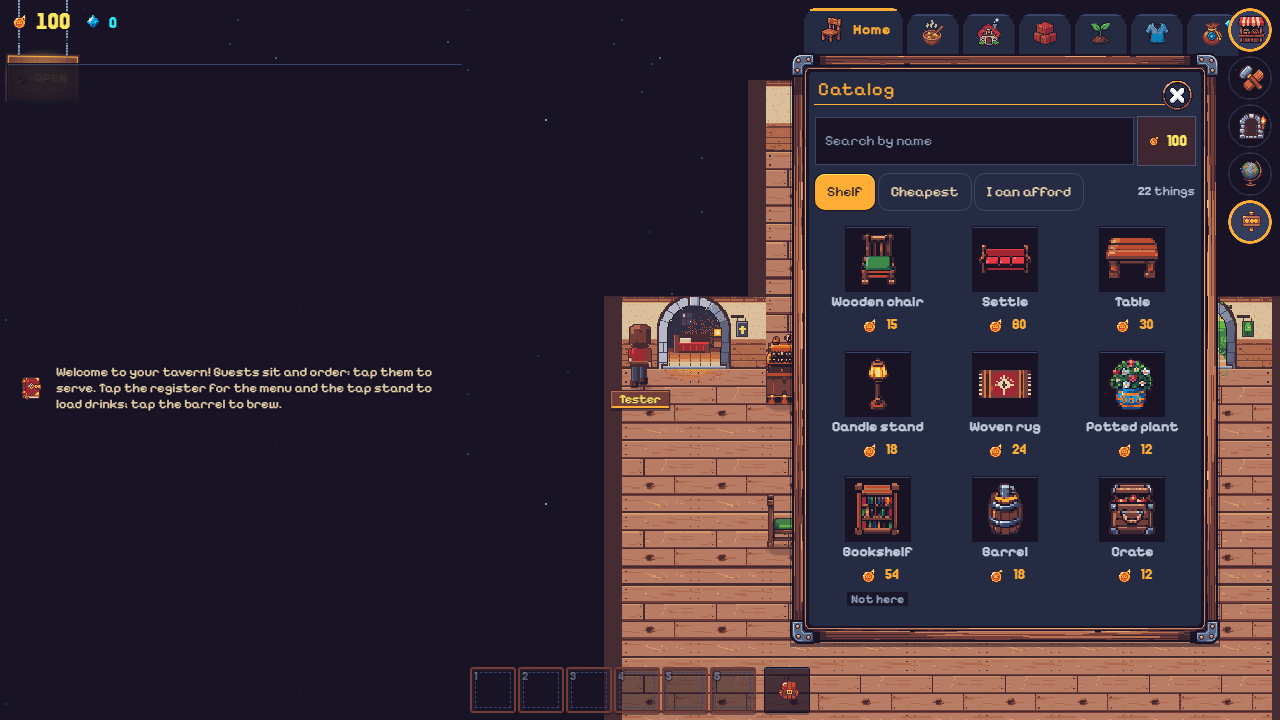 100 0
OPEN
Home
Catalog
Search by name
100
Shelf
Cheapest
I can afford
22 things
Wooden chair
Settle
Table
15
80
30
Candle stand
Woven rug
Potted plant
18
24
12
Bookshelf
Barrel
Crate
54
18
12
Not here
Welcome to your tavern! Guests sit and order: tap them to
serve. Tap the register for the menu and the tap stand to
load drinks: tap the barrel to brew.
Tester
1 2 3 4 5 6